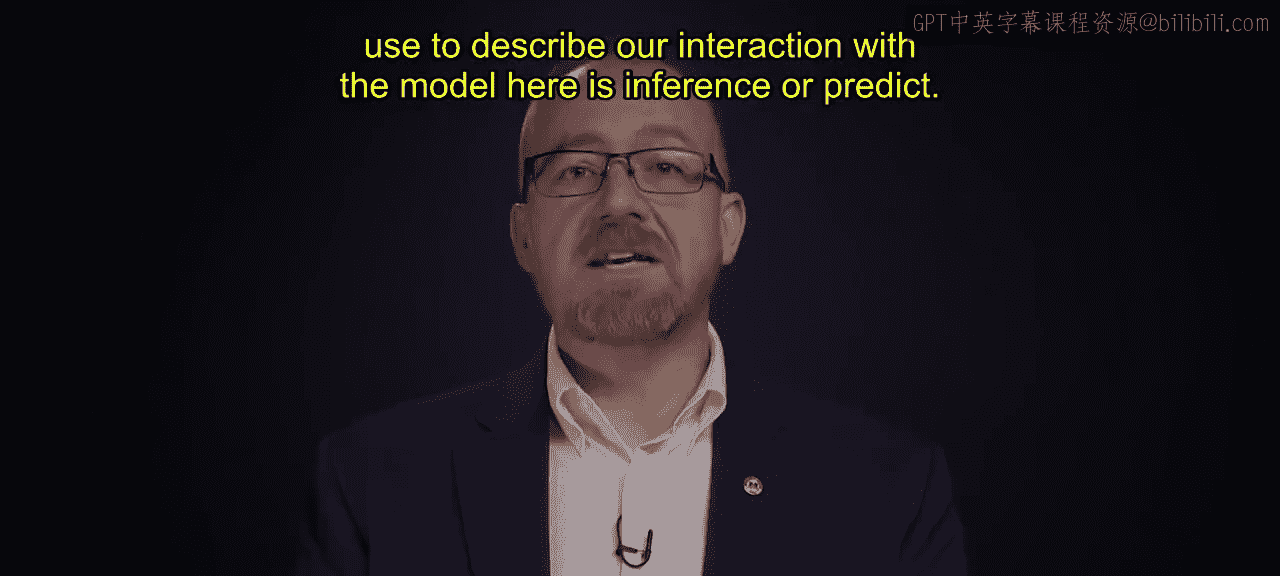 GPT中英字幕课程资源@bilibili.com
use to describe our interaction with
the model here is inference or predict.